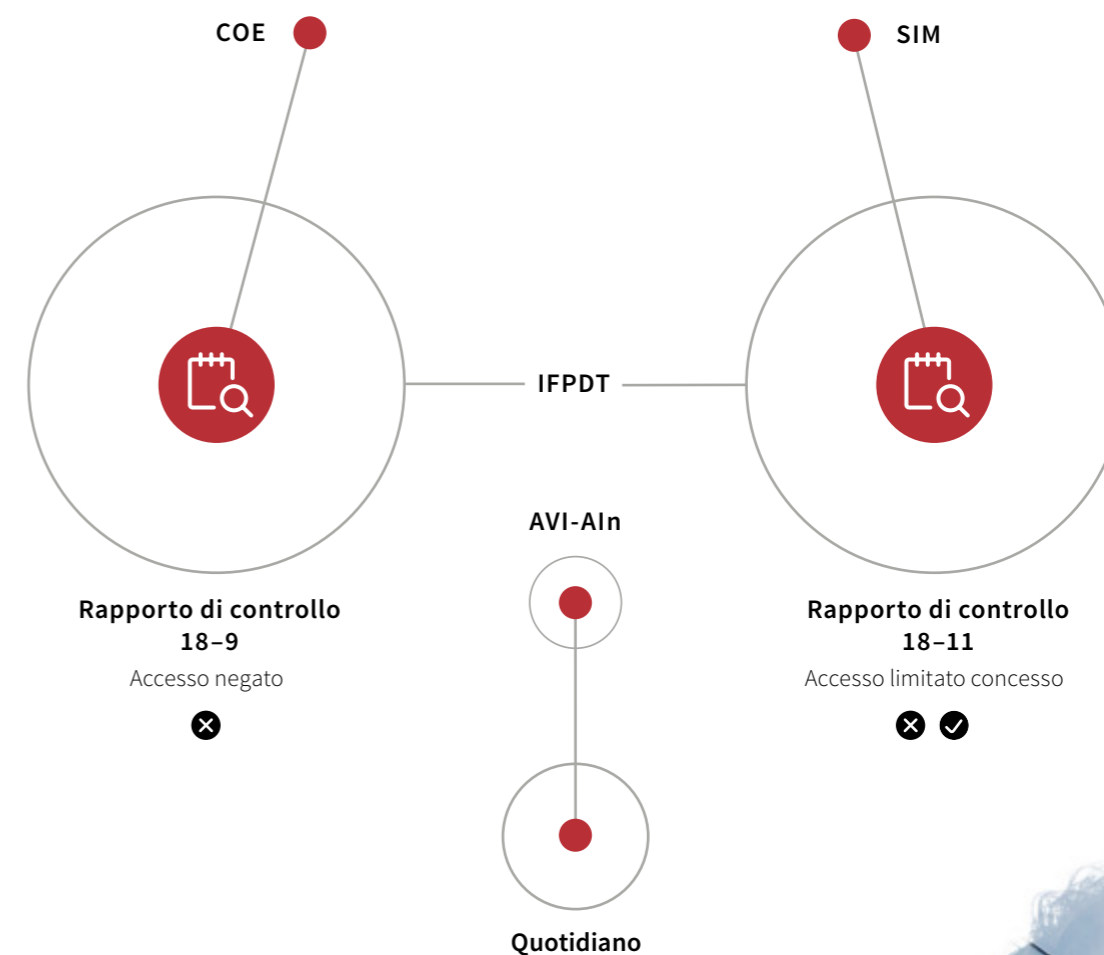 COE
SIM
IFPDT
AVI-AIn
Rapporto di controllo
18–9
Accesso negato
Rapporto di controllo
18–11
Accesso limitato concesso
Quotidiano